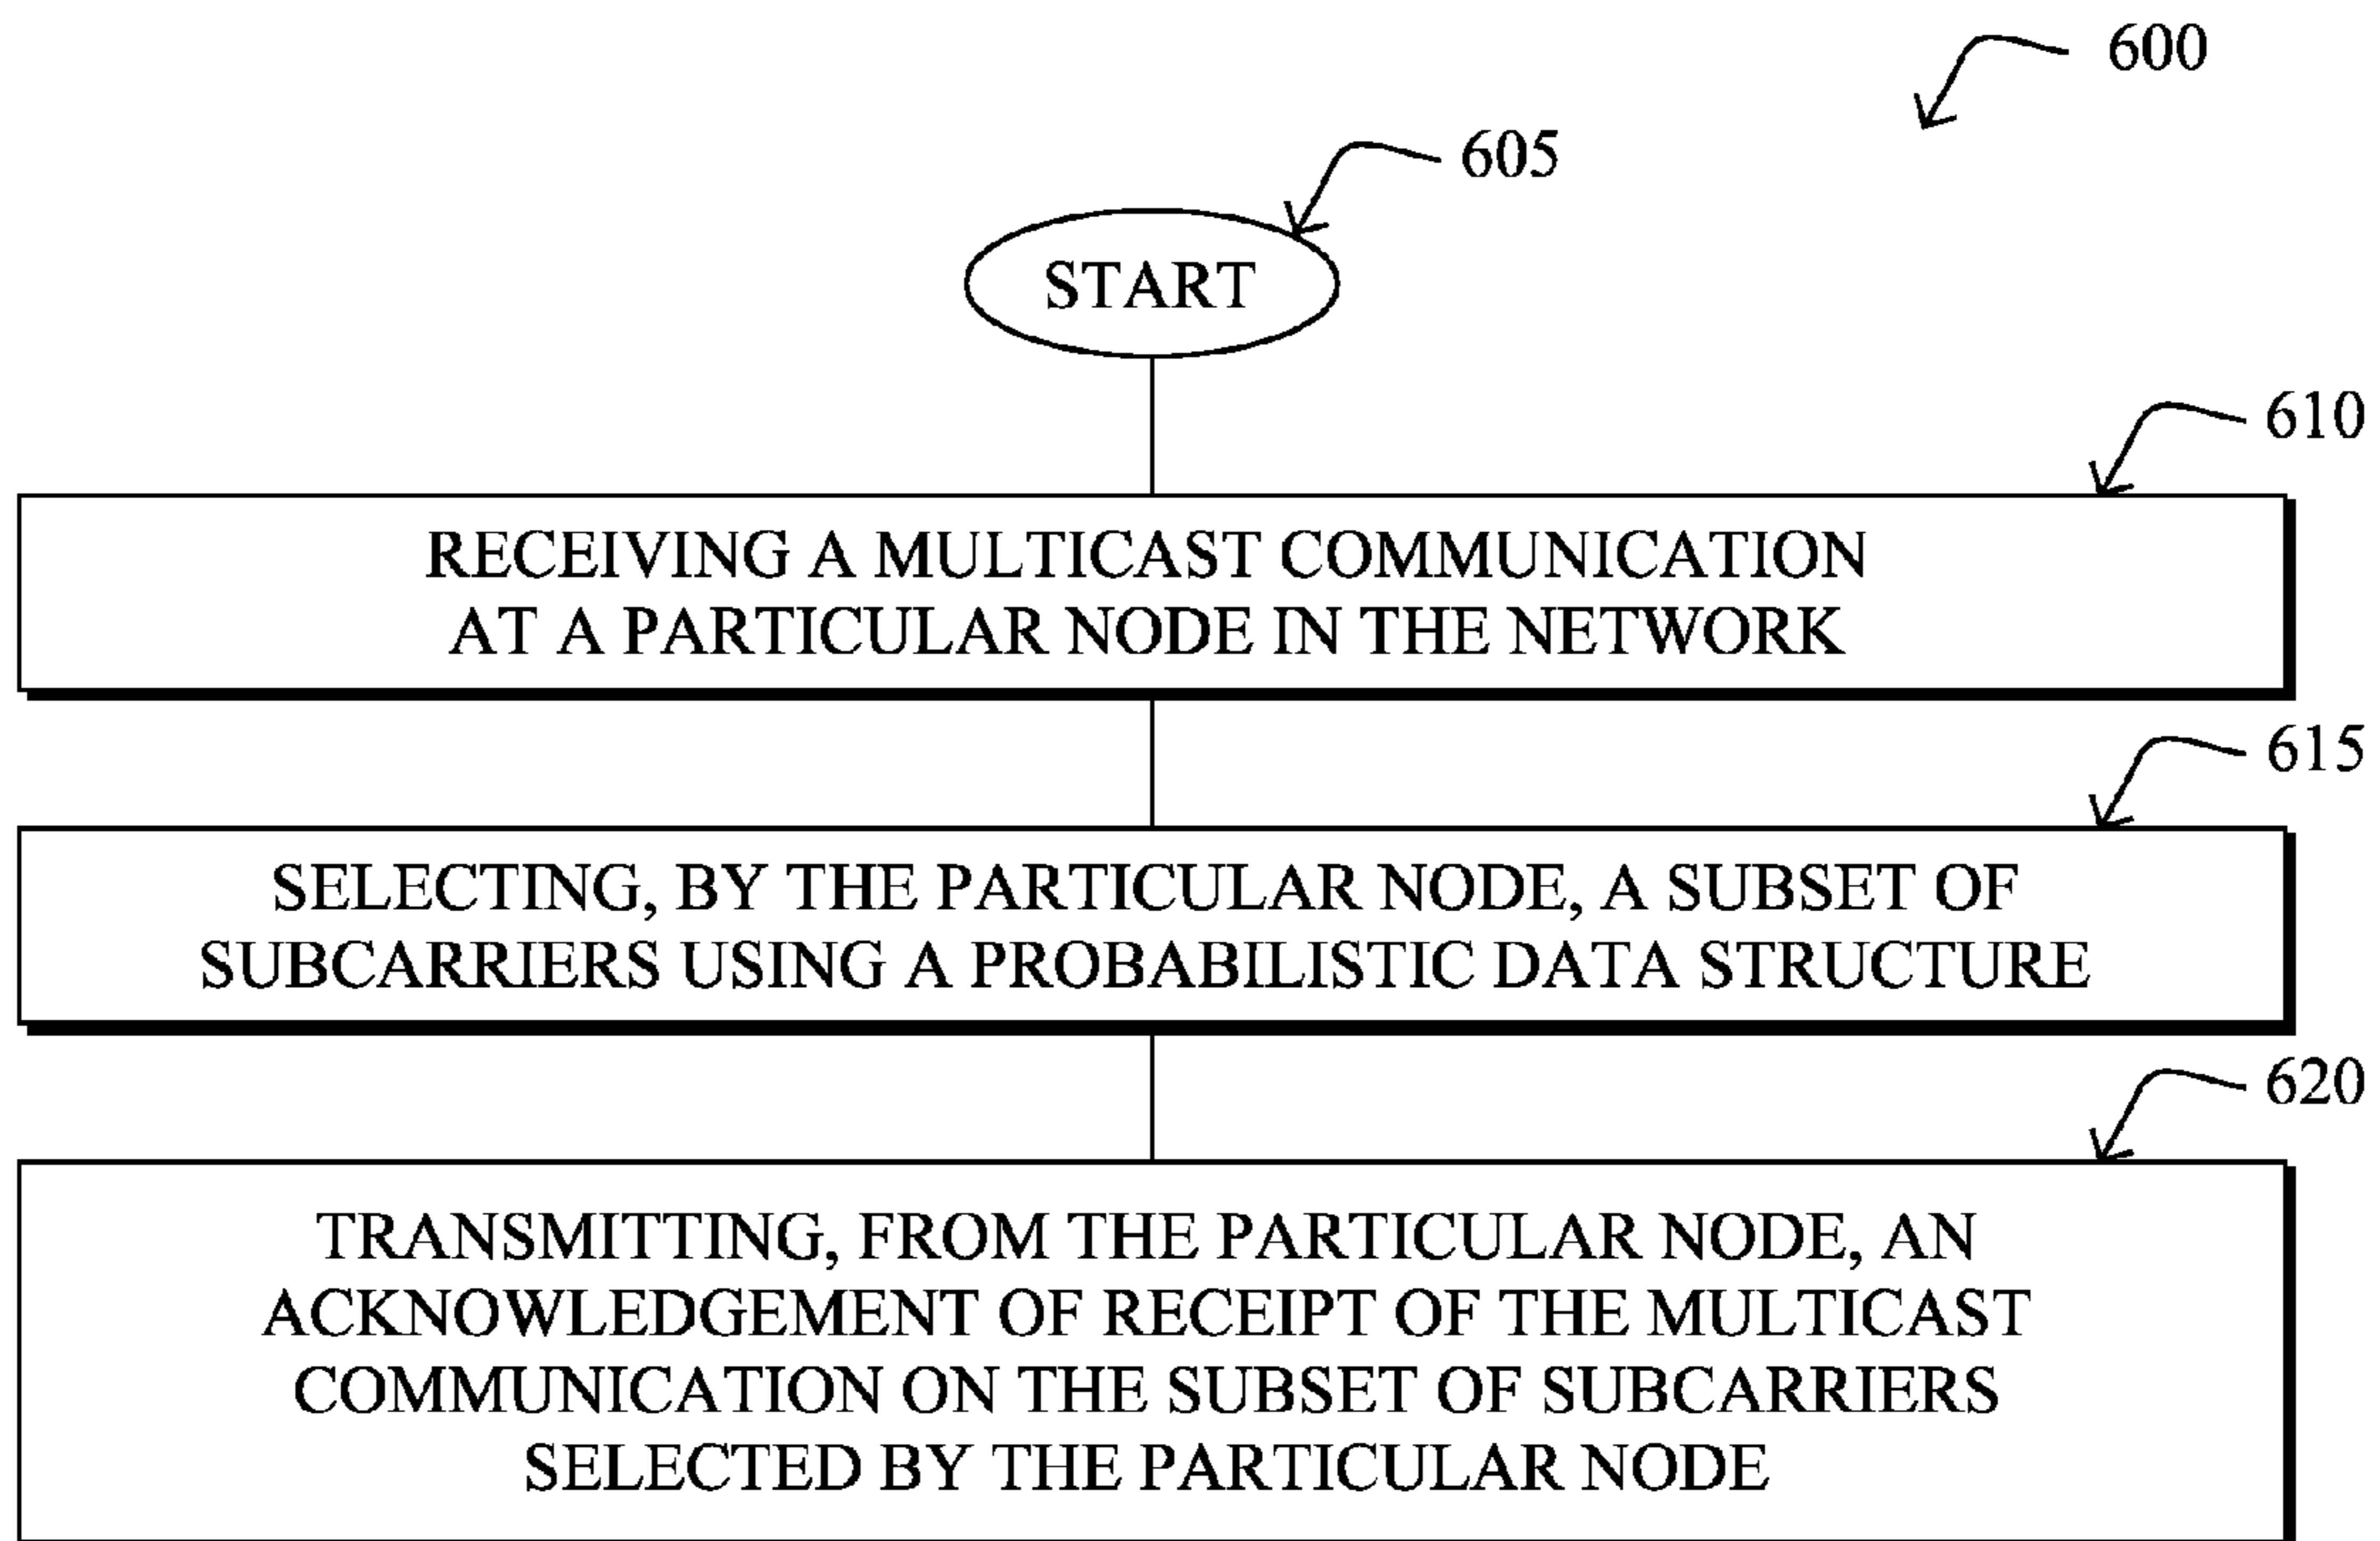 600
605
START
610
RECEIVING A MULTICAST COMMUNICATION
AT A PARTICULAR NODE IN THE NETWORK
615
SELECTING, BY THE PARTICULAR NODE, A SUBSET OF
SUBCARRIERS USING A PROBABILISTIC DATA STRUCTURE
620
TRANSMITTING, FROM THE PARTICULAR NODE, AN
ACKNOWLEDGEMENT OF RECEIPT OF THE MULTICAST
COMMUNICATION ON THE SUBSET OF SUBCARRIERS
SELECTED BY THE PARTICULAR NODE